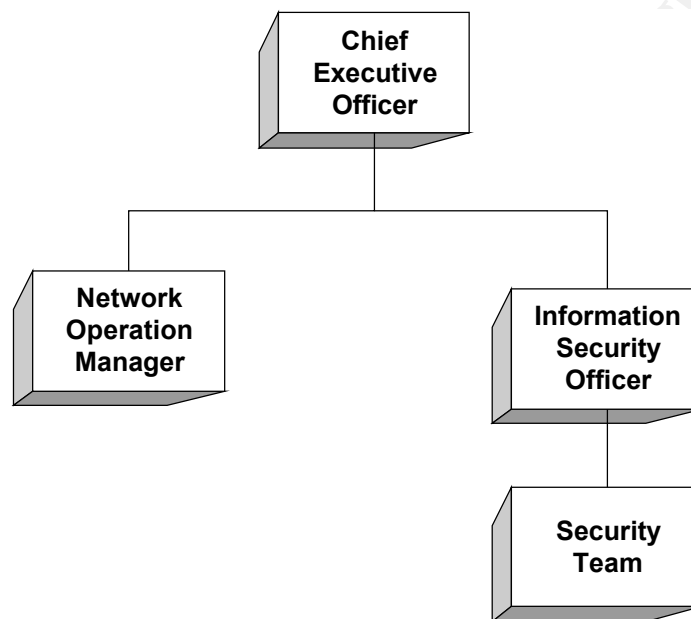 Chief
Executive
Officer
Network
Operation
Manager
Information
Security
Officer
Security
Team